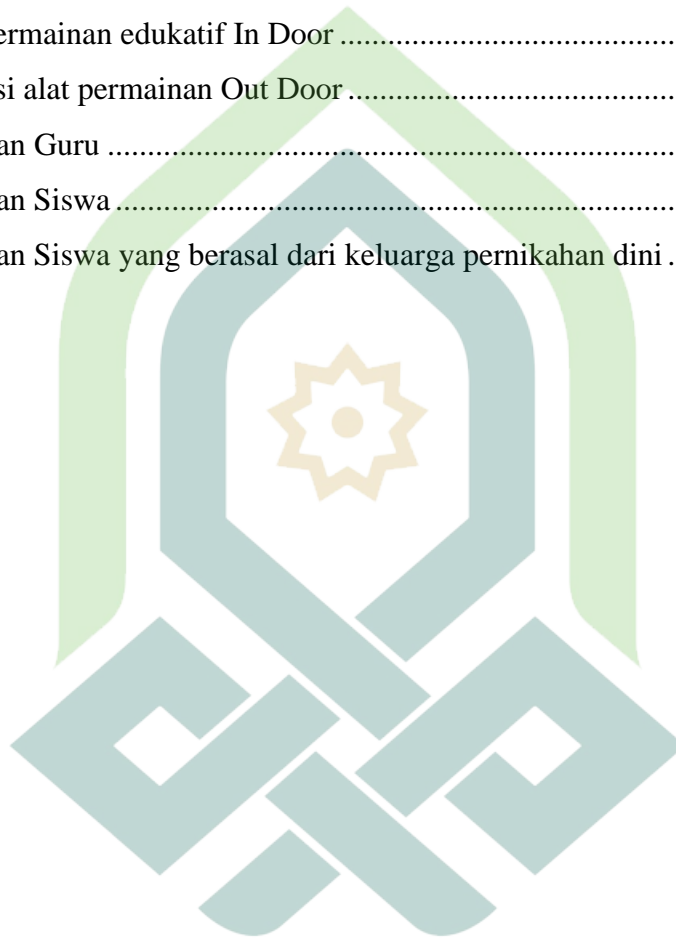 ermainan edukatif In Door ........................................
si alat permainan Out Door .......................................
an Guru ....................................................................
an Siswa ...................................................................
an Siswa yang berasal dari keluarga pernikahan dini .